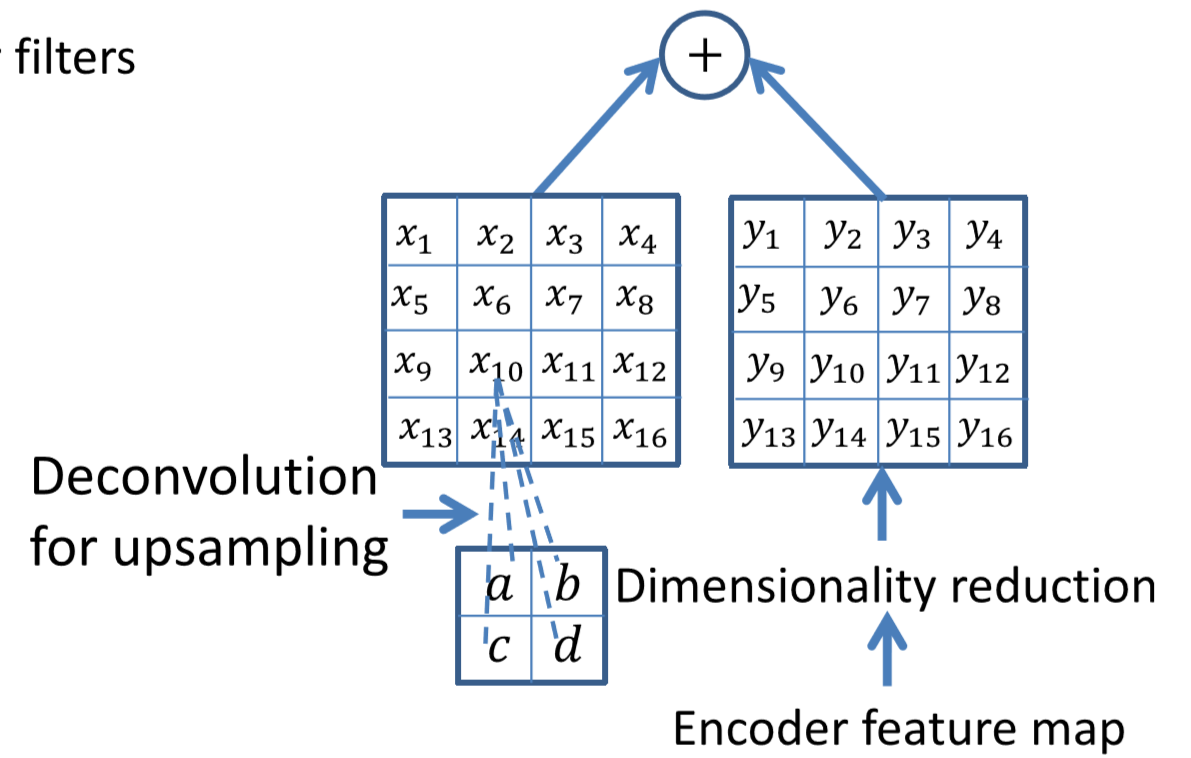 filters
+
x₁ x₂ x₃ x₄
x₅ x₆ x₇ x₈
x₉ x₁₀ x₁₁ x₁₂
x₁₃ x₁₄ x₁₅ x₁₆
y₁ y₂ y₃ y₄
y₅ y₆ y₇ y₈
y₉ y₁₀ y₁₁ y₁₂
y₁₃ y₁₄ y₁₅ y₁₆
Deconvolution
for upsampling
a b
c d
Dimensionality reduction
Encoder feature map